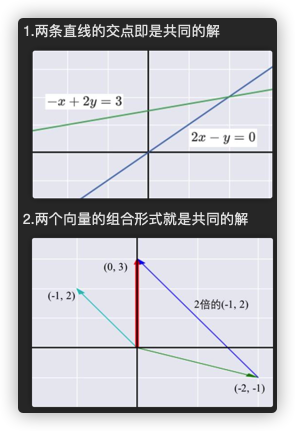 1.两条直线的交点即是共同的解
-x + 2y = 3
2x - y = 0
2.两个向量的组合形式就是共同的解
(0, 3)
(-1, 2)
2倍的(-1, 2)
(-2, -1)